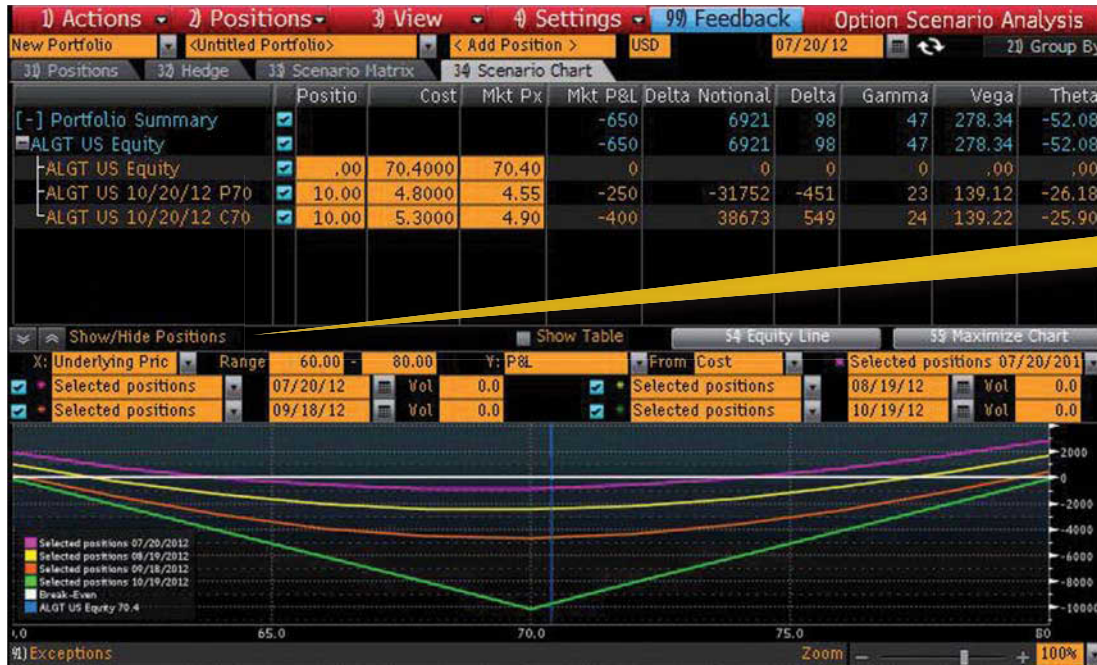 1) Actions 2) Positions 3) View 4) Settings 99) Feedback Option Scenario Analysis
New Portfolio <Untitled Portfolio> < Add Position > USD 07/20/12 21) Group By
31) Positions 32) Hedge 33) Scenario Matrix 34) Scenario Chart
Positio Cost Mkt Px Mkt P&L Delta Notional Delta Gamma Vega Theta
[-] Portfolio Summary -650 6921 98 47 278.34 -52.08
ALGT US Equity -650 6921 98 47 278.34 -52.08
ALGT US Equity .00 70.4000 70.40 0 0 0 0 .00 .00
ALGT US 10/20/12 P70 10.00 4.8000 4.55 -250 -31752 -451 23 139.12 -26.18
ALGT US 10/20/12 C70 10.00 5.3000 4.90 -400 38673 549 24 139.22 -25.90
Show/Hide Positions Show Table 54) Equity Line 55) Maximize Chart
X: Underlying Pric Range 60.00 - 80.00 Y: P&L From Cost Selected positions 07/20/201
Selected positions 07/20/12 Vol 0.0 Selected positions 08/19/12 Vol 0.0
Selected positions 09/18/12 Vol 0.0 Selected positions 10/19/12 Vol 0.0
2000
0
-2000
-4000
-6000
-8000
-10000
Selected positions 07/20/2012
Selected positions 08/19/2012
Selected positions 09/18/2012
Selected positions 10/19/2012
Break-Even
ALGT US Equity 70.4
.0 65.0 70.0 75.0 80
91) Exceptions Zoom - + 100%